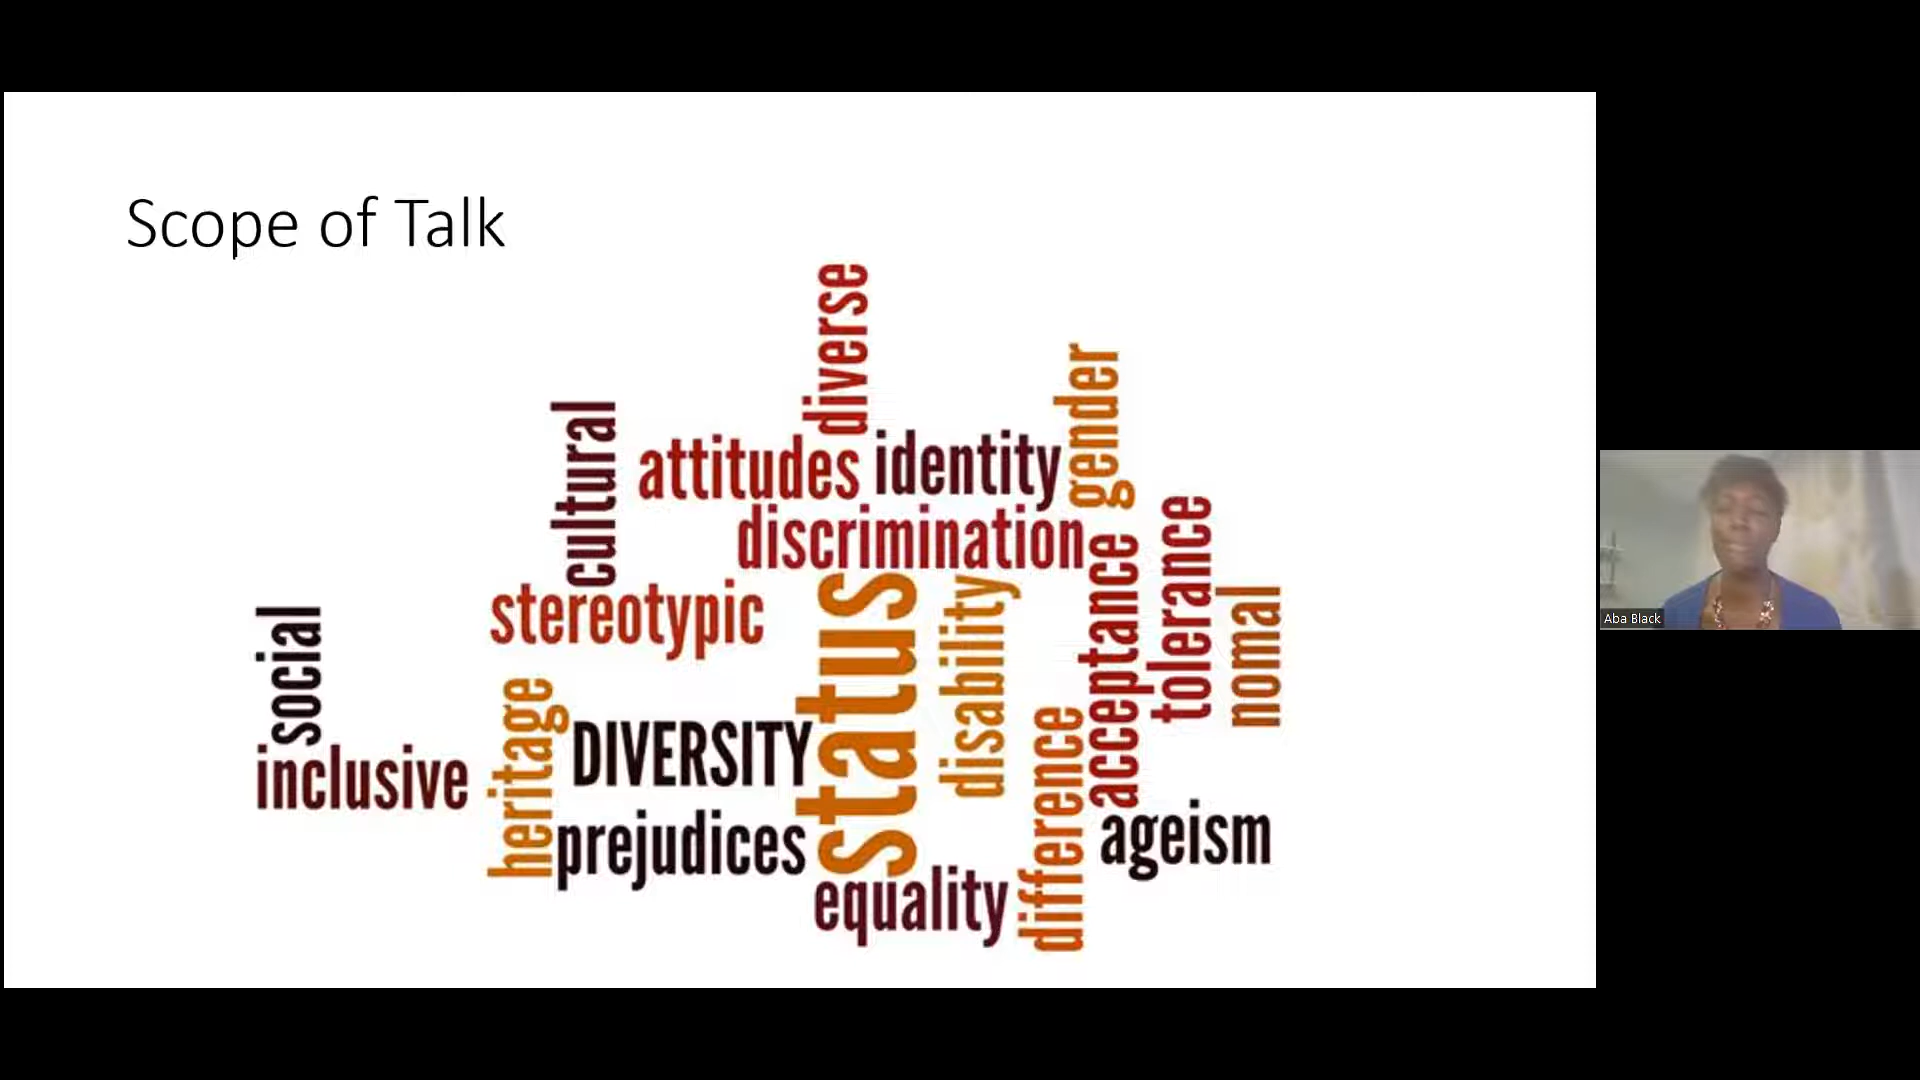 Scope of Talk
diverse
gender
cultural
attitudes
identity
discrimination
tolerance
acceptance
stereotypic
status
disability
nomal
social
inclusive
heritage
DIVERSITY
prejudices
difference
ageism
equality
Aba Black